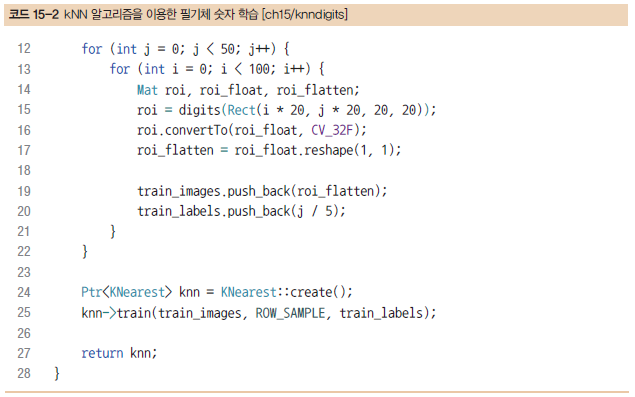 코드 15-2 kNN 알고리즘을 이용한 필기체 숫자 학습 [ch15/knndigits]
12     for (int j = 0; j < 50; j++) {
13         for (int i = 0; i < 100; i++) {
14             Mat roi, roi_float, roi_flatten;
15             roi = digits(Rect(i * 20, j * 20, 20, 20));
16             roi.convertTo(roi_float, CV_32F);
17             roi_flatten = roi_float.reshape(1, 1);
18
19             train_images.push_back(roi_flatten);
20             train_labels.push_back(j / 5);
21         }
22     }
23
24     Ptr<KNearest> knn = KNearest::create();
25     knn->train(train_images, ROW_SAMPLE, train_labels);
26
27     return knn;
28 }